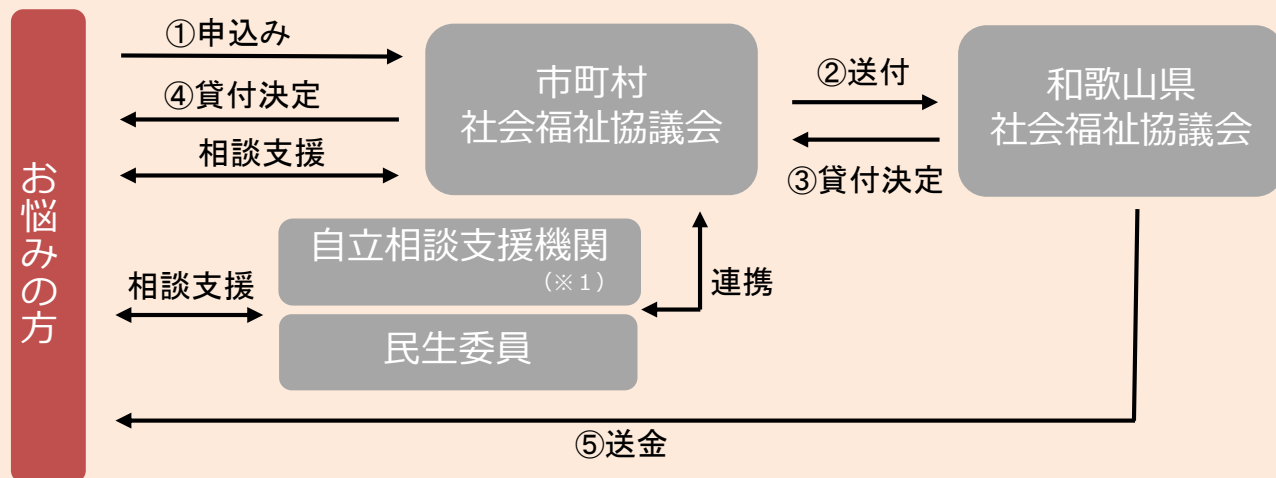 お悩みの方
①申込み
④貸付決定
相談支援
市町村
社会福祉協議会
②送付
③貸付決定
和歌山県
社会福祉協議会
相談支援
自立相談支援機関
（※１）
民生委員
連携
⑤送金